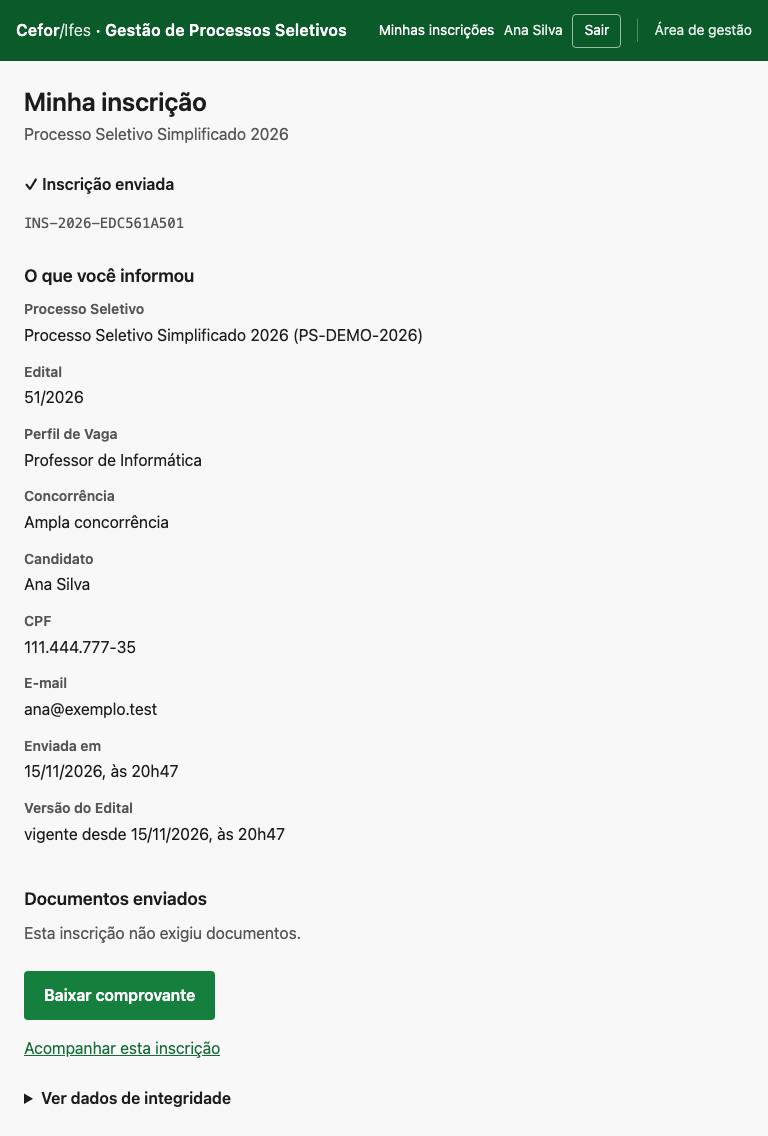 Cefor/Ifes · Gestão de Processos Seletivos Minhas inscrições Ana Silva Sair Área de gestão
Minha inscrição
Processo Seletivo Simplificado 2026
✓ Inscrição enviada
INS-2026-EDC561A501
O que você informou
Processo Seletivo
Processo Seletivo Simplificado 2026 (PS-DEMO-2026)
Edital
51/2026
Perfil de Vaga
Professor de Informática
Concorrência
Ampla concorrência
Candidato
Ana Silva
CPF
111.444.777-35
E-mail
ana@exemplo.test
Enviada em
15/11/2026, às 20h47
Versão do Edital
vigente desde 15/11/2026, às 20h47
Documentos enviados
Esta inscrição não exigiu documentos.
Baixar comprovante
Acompanhar esta inscrição
Ver dados de integridade